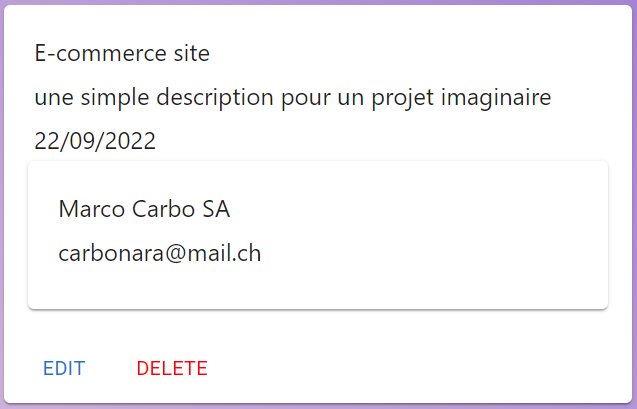 E-commerce site
une simple description pour un projet imaginaire
22/09/2022
Marco Carbo SA
carbonara@mail.ch
EDIT
DELETE